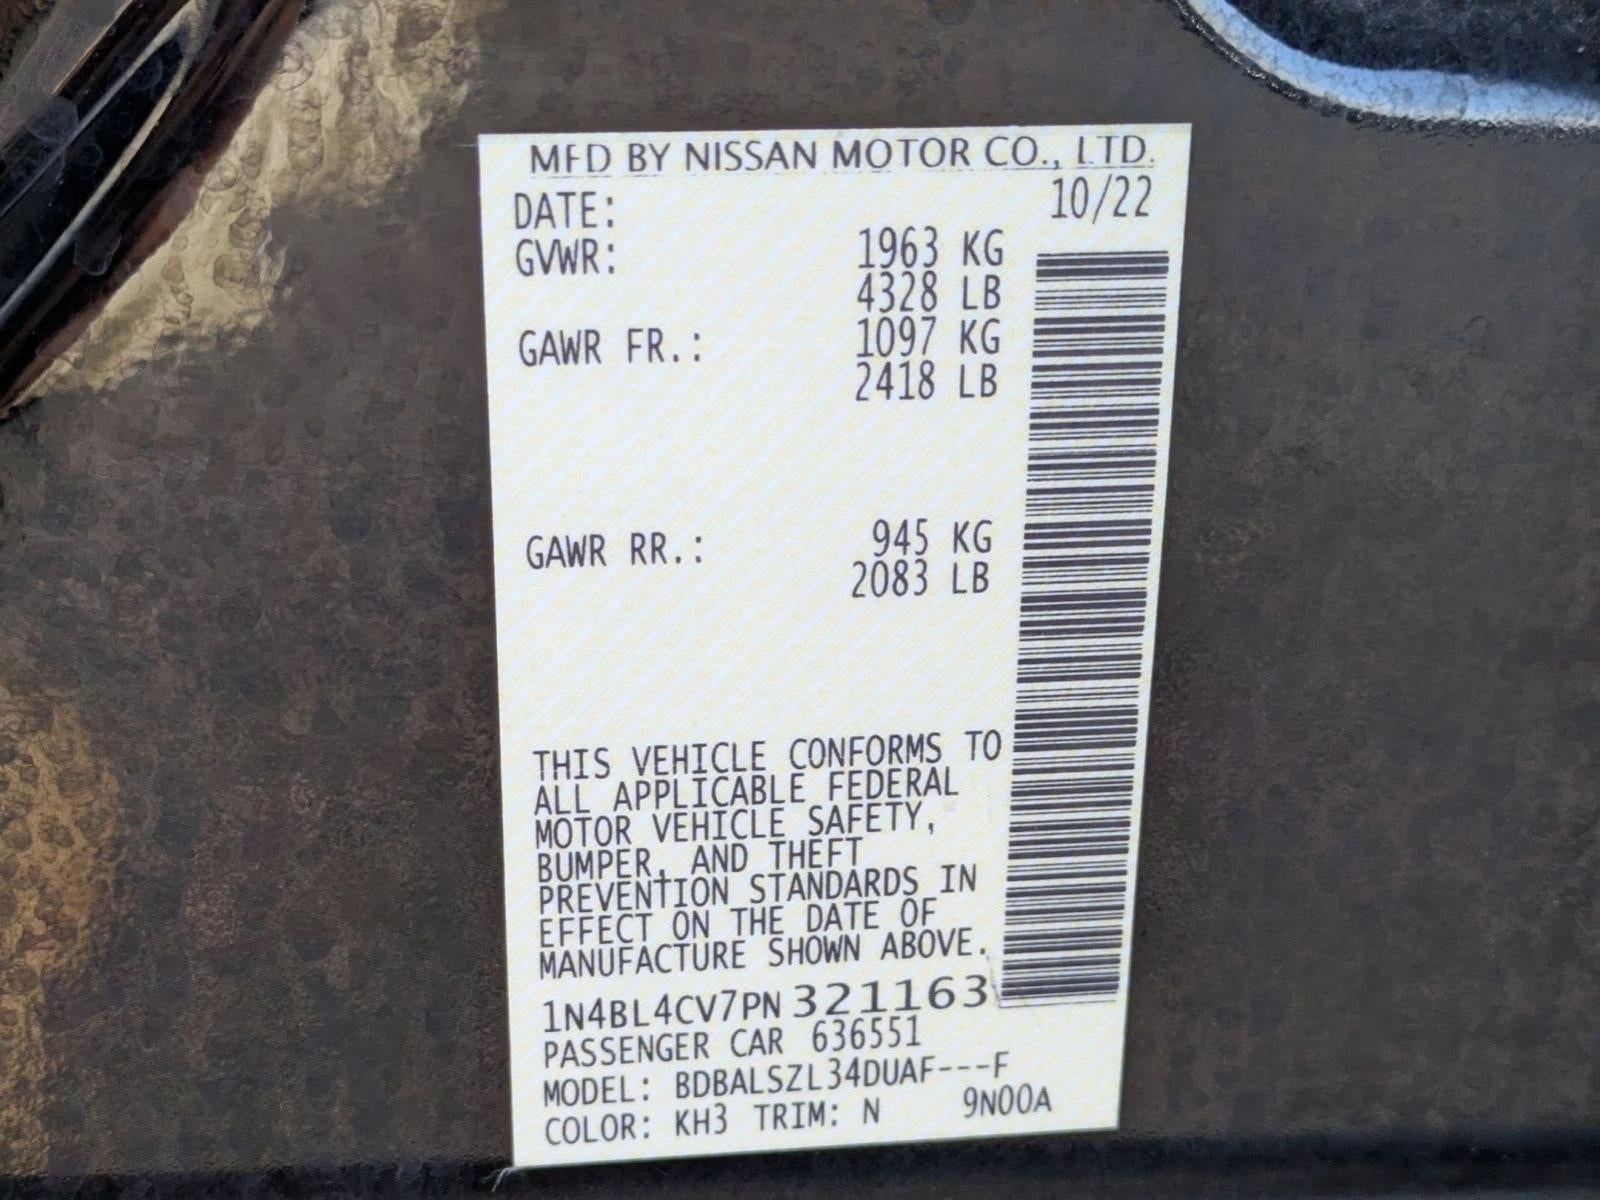 MFD BY NISSAN MOTOR CO., LTD.
DATE: 10/22
GVWR: 1963 KG
4328 LB
GAWR FR.: 1097 KG
2418 LB
GAWR RR.: 945 KG
2083 LB
THIS VEHICLE CONFORMS TO
ALL APPLICABLE FEDERAL
MOTOR VEHICLE SAFETY,
BUMPER, AND THEFT
PREVENTION STANDARDS IN
EFFECT ON THE DATE OF
MANUFACTURE SHOWN ABOVE.
1N4BL4CV7PN321163
PASSENGER CAR 636551
MODEL: BDBALSZL34DUAF---F
COLOR: KH3 TRIM: N 9N00A